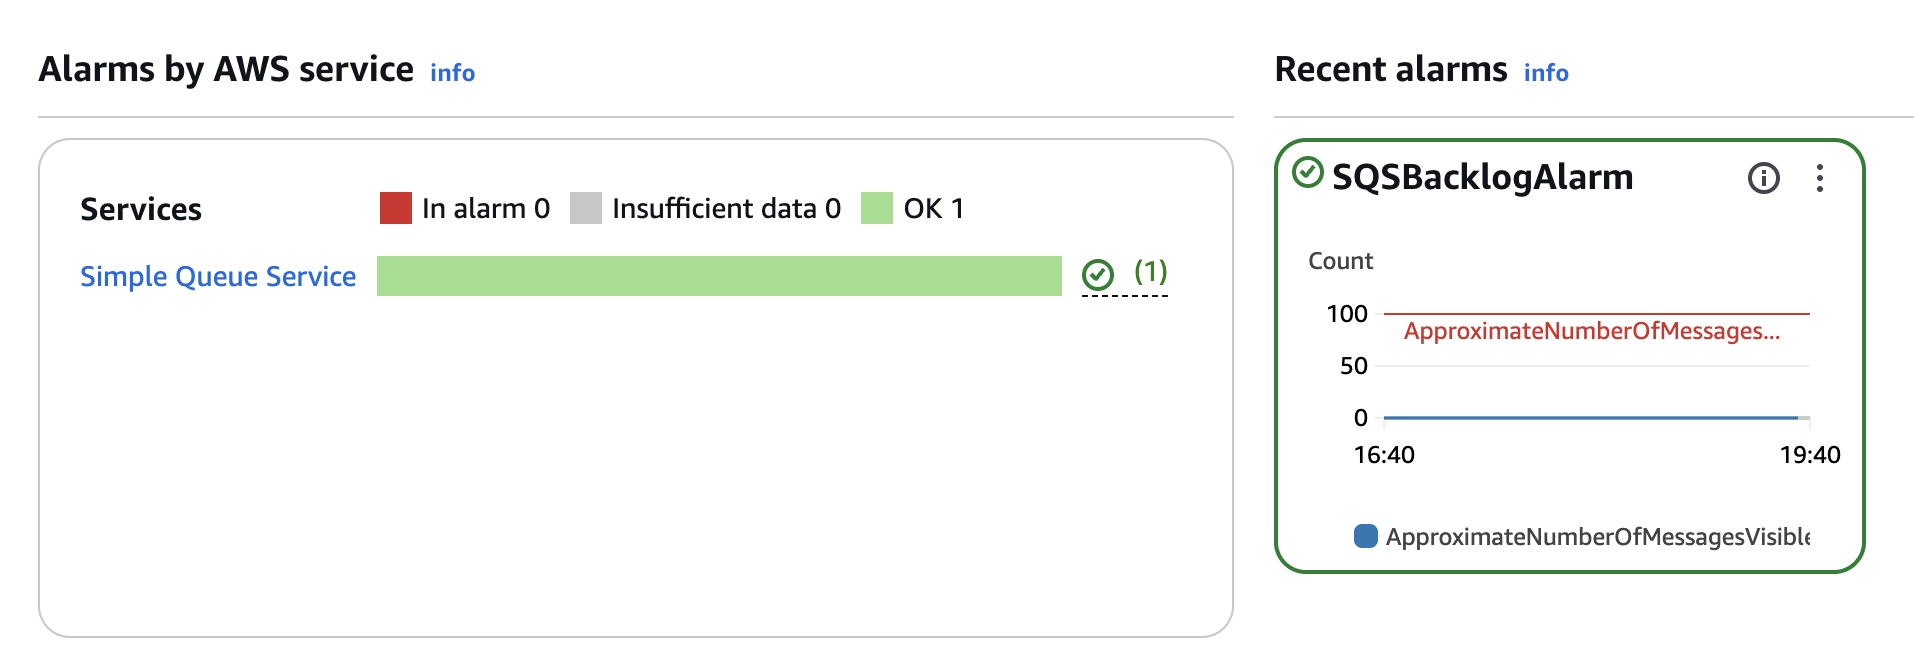 Alarms by AWS service info
Services
In alarm 0 Insufficient data 0 OK 1
Simple Queue Service (1)
Recent alarms info
SQSBacklogAlarm
Count
100
ApproximateNumberOfMessages...
50
0
16:40 19:40
ApproximateNumberOfMessagesVisible